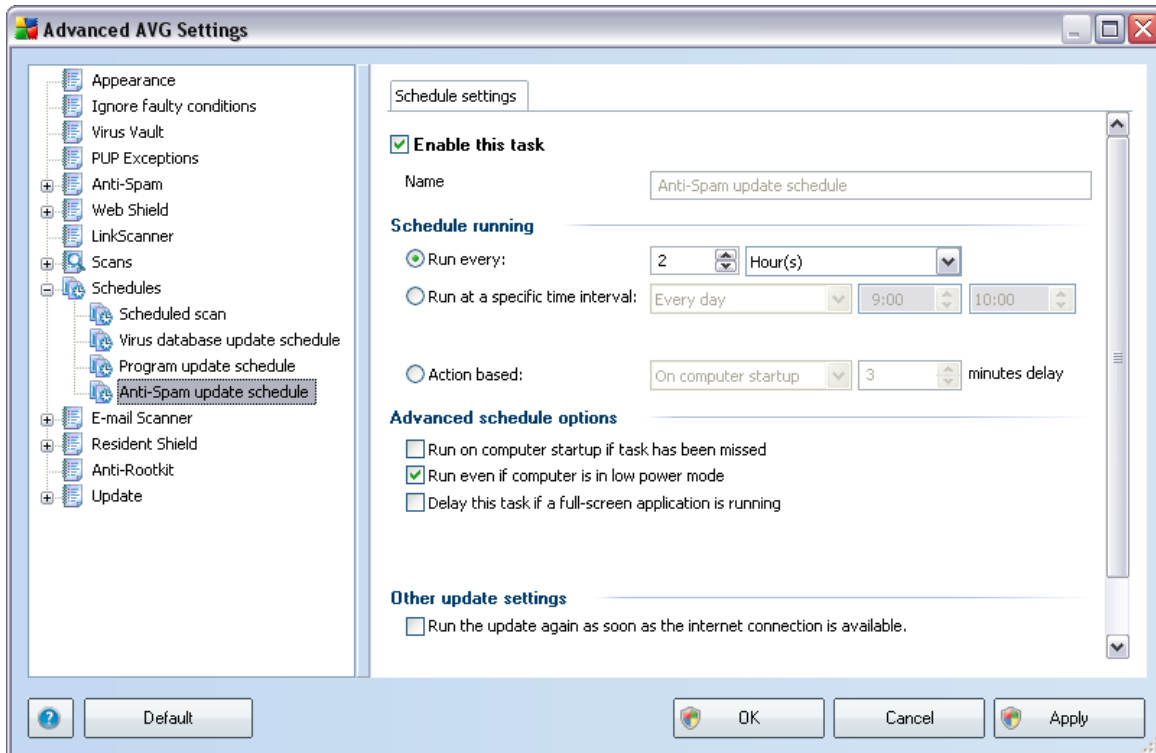 Advanced AVG Settings
Appearance
Ignore faulty conditions
Virus Vault
PUP Exceptions
Anti-Spam
Web Shield
LinkScanner
Scans
Schedules
Scheduled scan
Virus database update schedule
Program update schedule
Anti-Spam update schedule
E-mail Scanner
Resident Shield
Anti-Rootkit
Update
Schedule settings
Enable this task
Name Anti-Spam update schedule
Schedule running
Run every: 2 Hour(s)
Run at a specific time interval: Every day 9:00 10:00
Action based: On computer startup 3 minutes delay
Advanced schedule options
Run on computer startup if task has been missed
Run even if computer is in low power mode
Delay this task if a full-screen application is running
Other update settings
Run the update again as soon as the internet connection is available.
? Default OK Cancel Apply